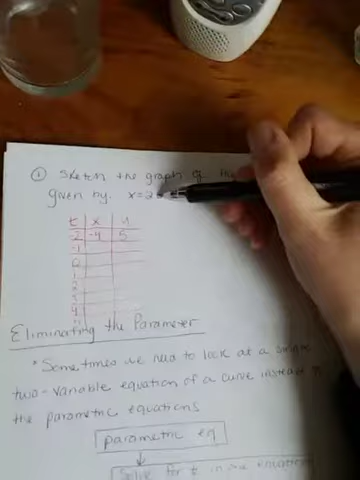 ① Sketch the graph of the
given by: x=2
t x y
-2 -4 5
-1
0
1
2
3
4
Eliminating the Parameter
*Sometimes we need to look at a single
two-variable equation of a curve instead of
the parametric equations
parametric eq
Solve for t in one equation